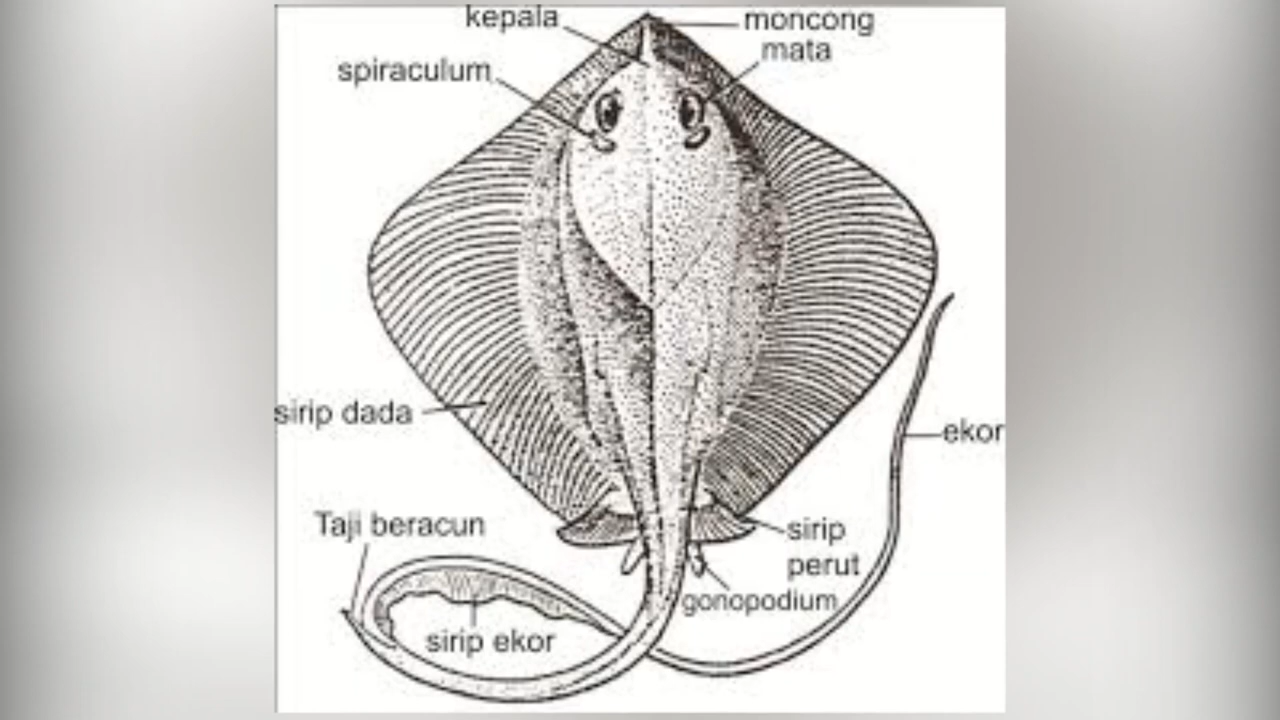 kepala
moncong
mata
spiraculum
sirip dada
ekor
Taji beracun
sirip
perut
gonopodium
sirip ekor